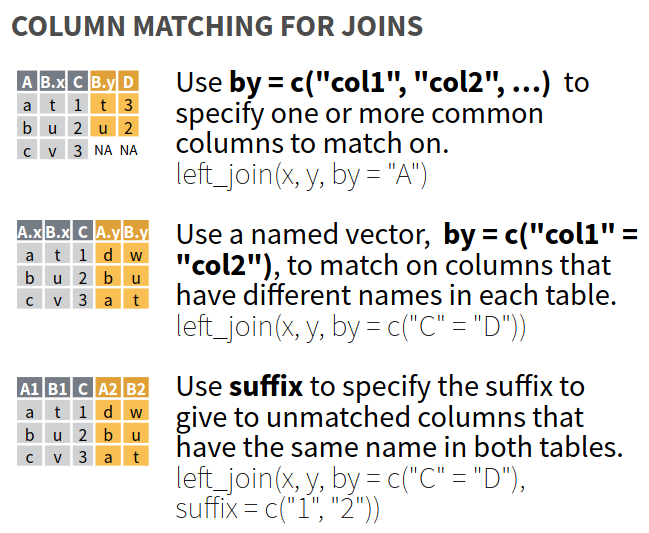 COLUMN MATCHING FOR JOINS
A B.x C B.y D
a t 1 t 3
b u 2 u 2
c v 3 NA NA
Use by = c("col1", "col2", …) to
specify one or more common
columns to match on.
left_join(x, y, by = "A")
A.x B.x C A.y B.y
a t 1 d w
b u 2 b u
c v 3 a t
Use a named vector, by = c("col1" =
"col2"), to match on columns that
have different names in each table.
left_join(x, y, by = c("C" = "D"))
A1 B1 C A2 B2
a t 1 d w
b u 2 b u
c v 3 a t
Use suffix to specify the suffix to
give to unmatched columns that
have the same name in both tables.
left_join(x, y, by = c("C" = "D"),
suffix = c("1", "2"))